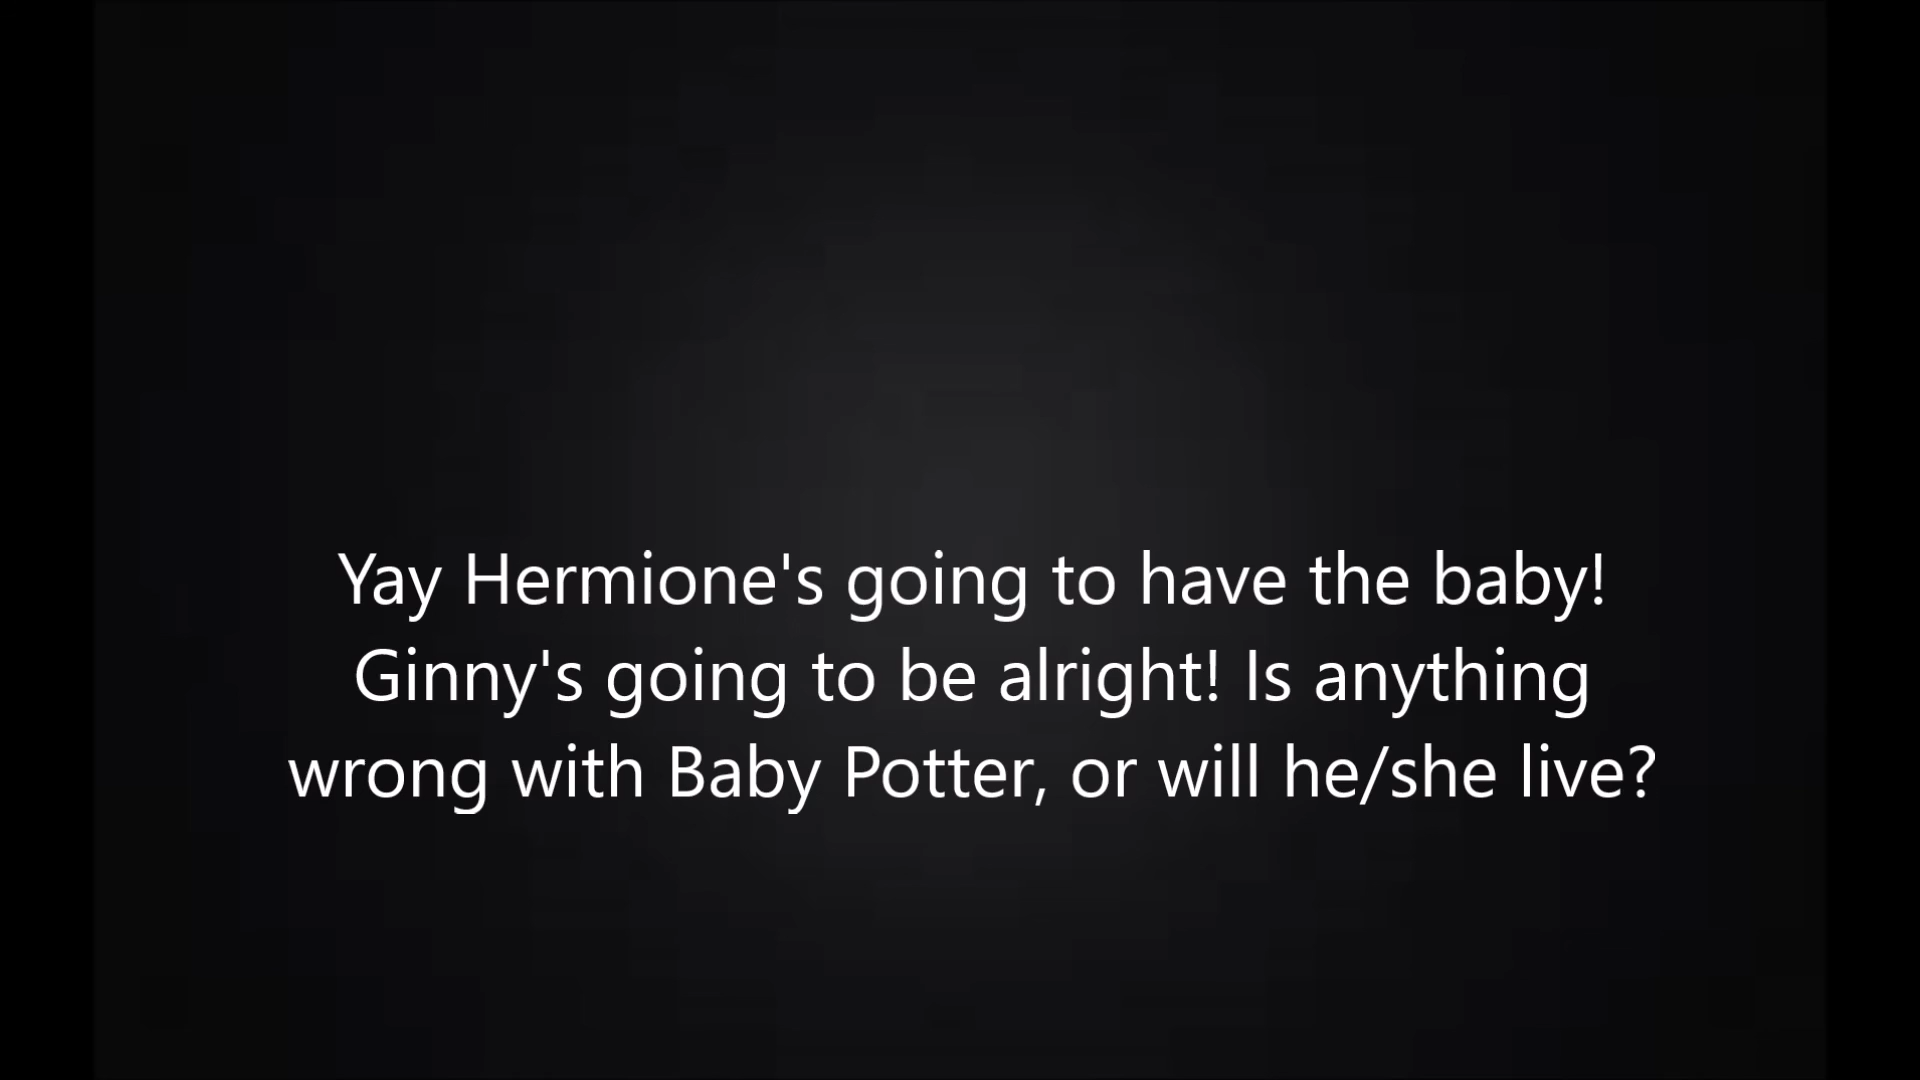 Yay Hermione's going to have the baby!
Ginny's going to be alright! Is anything
wrong with Baby Potter, or will he/she live?